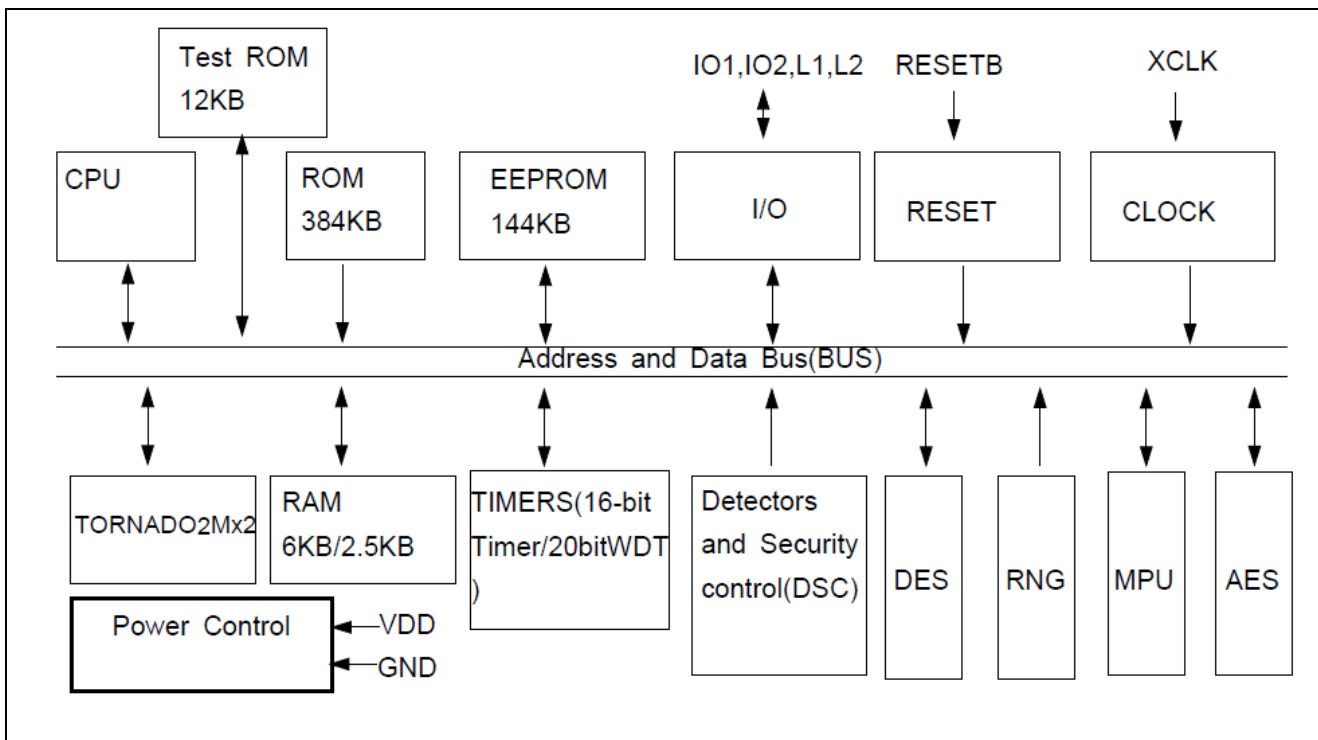 Test ROM
12KB
IO1,IO2,L1,L2
RESETB
XCLK
CPU
ROM
384KB
EEPROM
144KB
I/O
RESET
CLOCK
Address and Data Bus(BUS)
TORNADO2Mx2
RAM
6KB/2.5KB
TIMERS(16-bit
Timer/20bitWDT
)
Detectors
and Security
control(DSC)
DES
RNG
MPU
AES
Power Control
VDD
GND